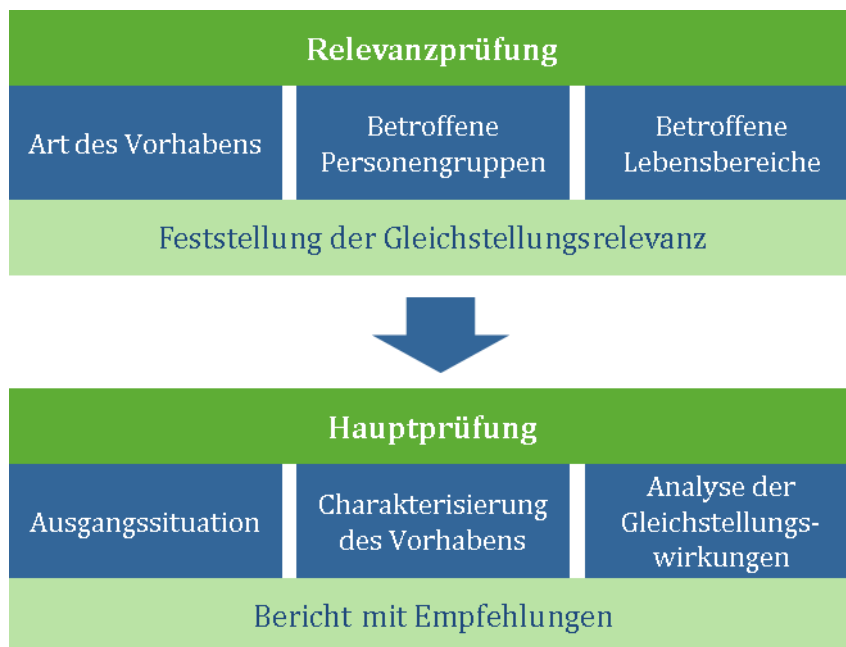 Relevanzprüfung
Art des Vorhabens
Betroffene
Personengruppen
Betroffene
Lebensbereiche
Feststellung der Gleichstellungsrelevanz
Hauptprüfung
Ausgangssituation
Charakterisierung
des Vorhabens
Analyse der
Gleichstellungs-
wirkungen
Bericht mit Empfehlungen